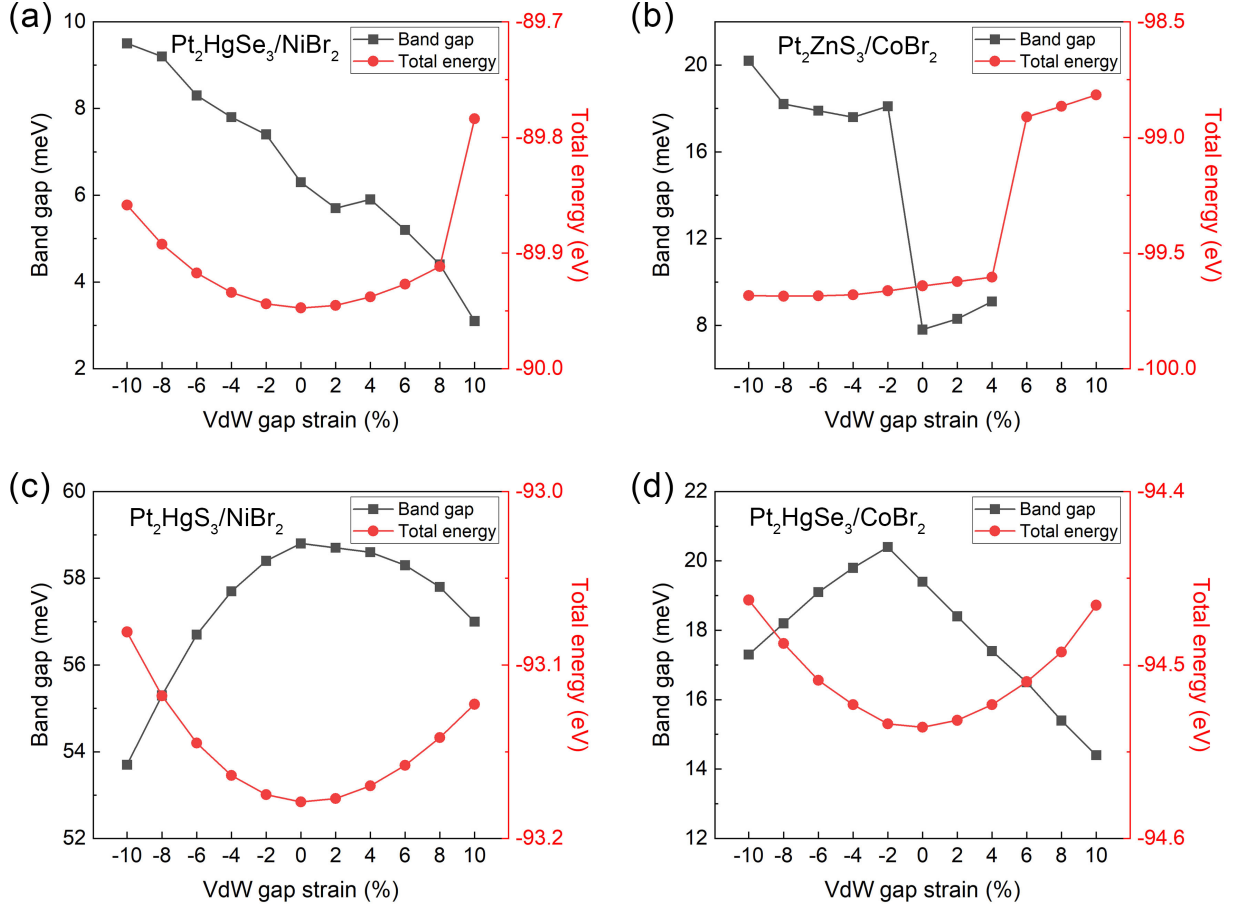 (a)
Pt₂HgSe₃/NiBr₂
Band gap
Total energy
10
8
6
4
2
Band gap (meV)
-89.7
-89.8
-89.9
-90.0
Total energy (eV)
-10 -8 -6 -4 -2 0 2 4 6 8 10
VdW gap strain (%)
(b)
Pt₂ZnS₃/CoBr₂
Band gap
Total energy
20
16
12
8
Band gap (meV)
-98.5
-99.0
-99.5
-100.0
Total energy (eV)
-10 -8 -6 -4 -2 0 2 4 6 8 10
VdW gap strain (%)
(c)
Pt₂HgS₃/NiBr₂
Band gap
Total energy
60
58
56
54
52
Band gap (meV)
-93.0
-93.1
-93.2
Total energy (eV)
-10 -8 -6 -4 -2 0 2 4 6 8 10
VdW gap strain (%)
(d)
Pt₂HgSe₃/CoBr₂
Band gap
Total energy
22
20
18
16
14
12
Band gap (meV)
-94.4
-94.5
-94.6
Total energy (eV)
-10 -8 -6 -4 -2 0 2 4 6 8 10
VdW gap strain (%)